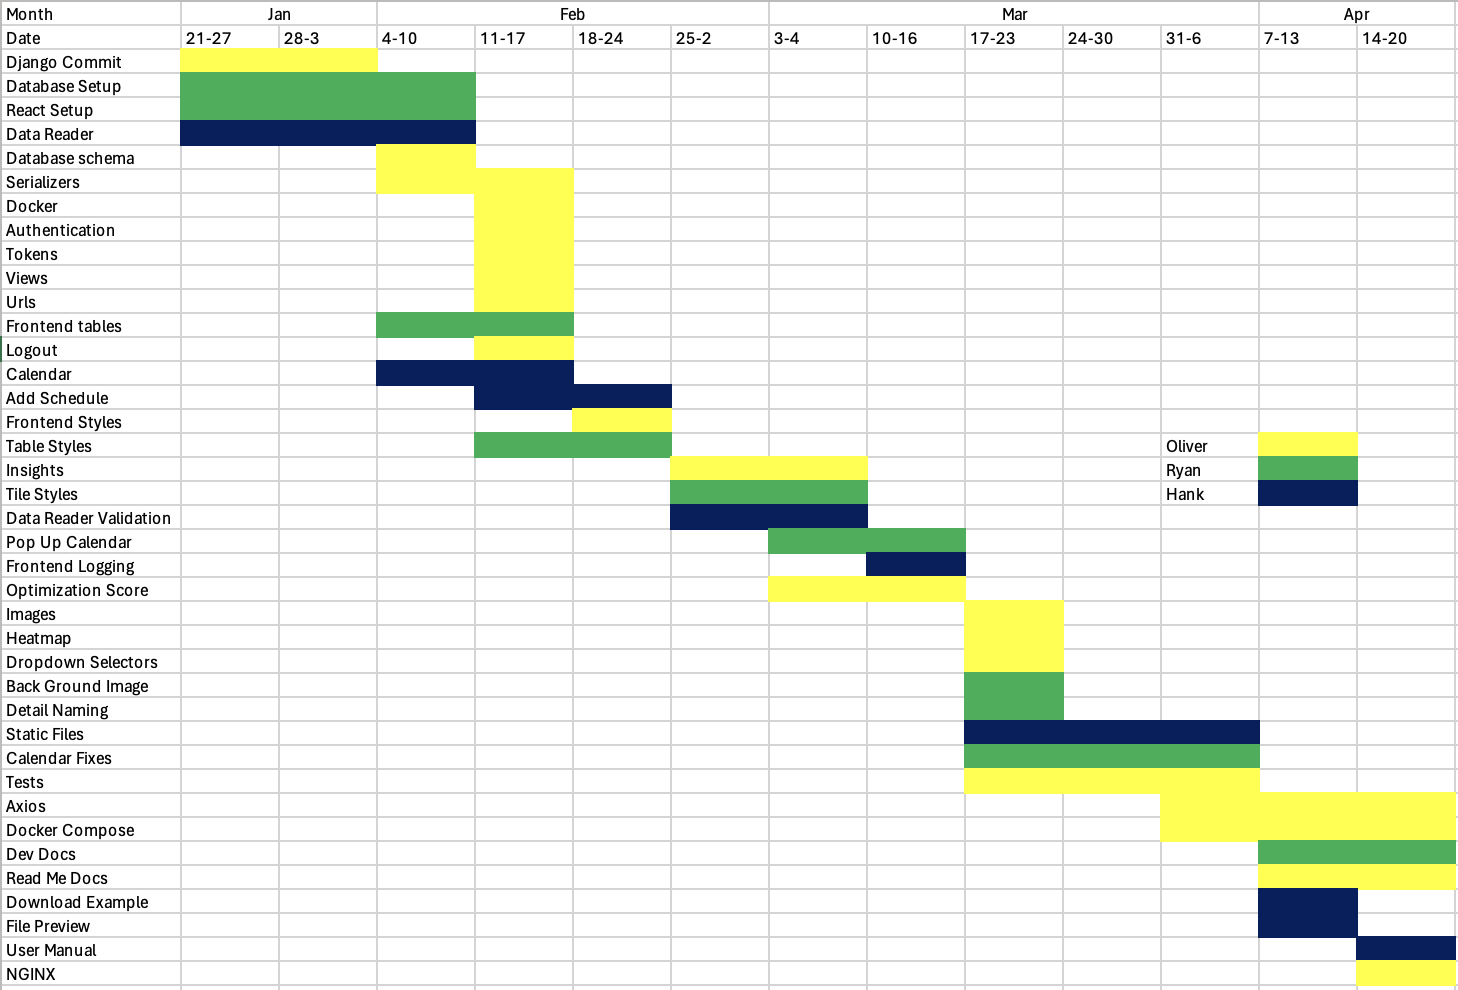 Month Jan Feb Mar Apr
Date 21-27 28-3 4-10 11-17 18-24 25-2 3-4 10-16 17-23 24-30 31-6 7-13 14-20
Django Commit
Database Setup
React Setup
Data Reader
Database schema
Serializers
Docker
Authentication
Tokens
Views
Urls
Frontend tables
Logout
Calendar
Add Schedule
Frontend Styles
Table Styles Oliver
Insights Ryan
Tile Styles Hank
Data Reader Validation
Pop Up Calendar
Frontend Logging
Optimization Score
Images
Heatmap
Dropdown Selectors
Back Ground Image
Detail Naming
Static Files
Calendar Fixes
Tests
Axios
Docker Compose
Dev Docs
Read Me Docs
Download Example
File Preview
User Manual
NGINX